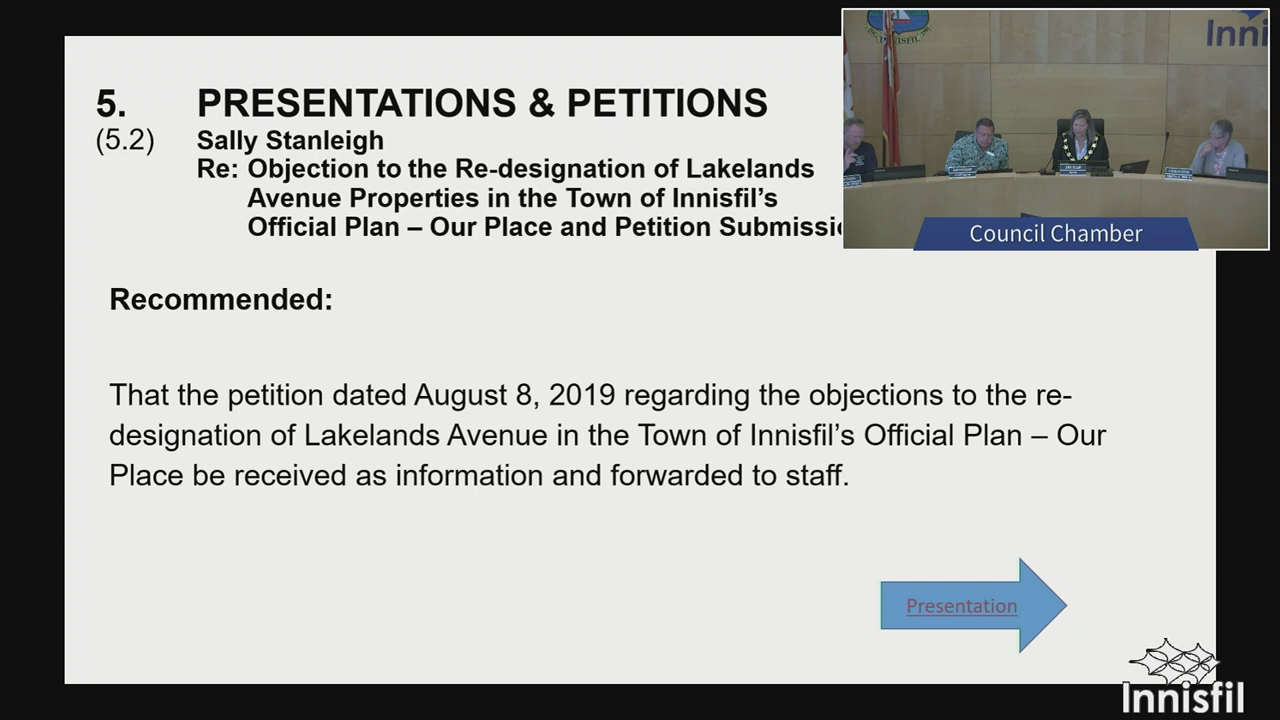 5. PRESENTATIONS & PETITIONS
(5.2) Sally Stanleigh
Re: Objection to the Re-designation of Lakelands
Avenue Properties in the Town of Innisfil's
Official Plan – Our Place and Petition
Inni
INNISFIL
Council Chamber
Recommended:
That the petition dated August 8, 2019 regarding the objections to the re-
designation of Lakelands Avenue in the Town of Innisfil's Official Plan – Our
Place be received as information and forwarded to staff.
Presentation
Innisfil